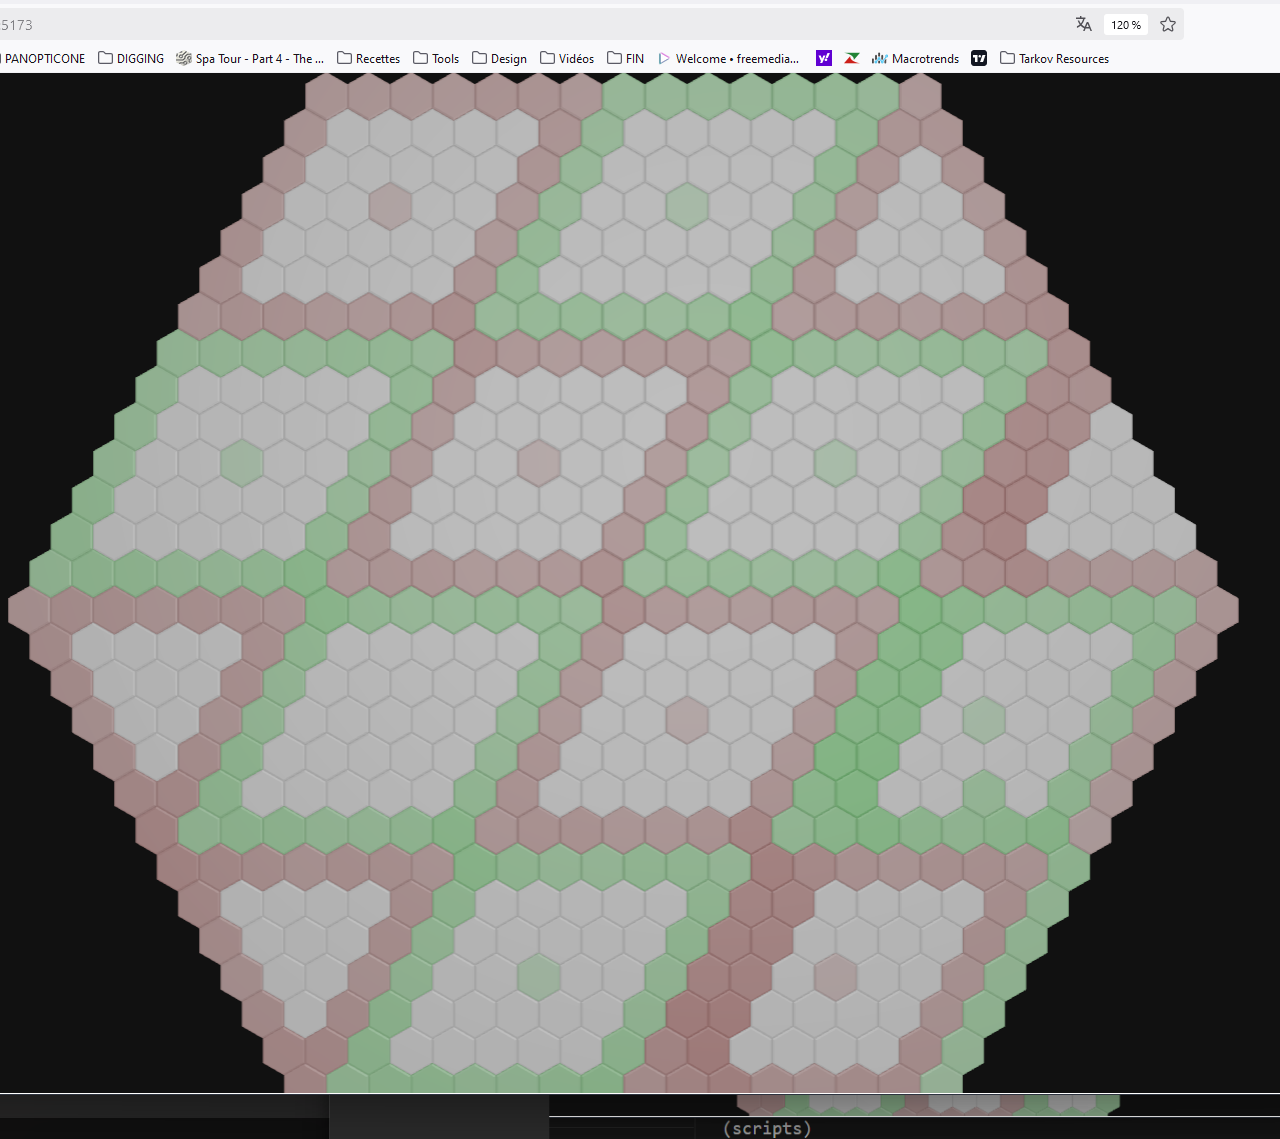 5173
120 %
PANOPTICONE DIGGING Spa Tour - Part 4 - The ... Recettes Tools Design Vidéos FIN Welcome • freemedia... y! Macrotrends Tarkov Resources
(scripts)